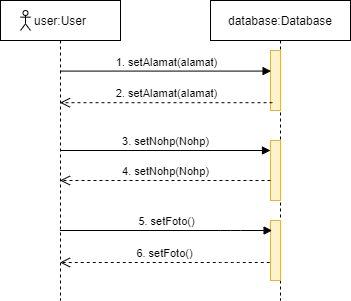 user:User
database:Database
1. setAlamat(alamat)
2. setAlamat(alamat)
3. setNohp(Nohp)
4. setNohp(Nohp)
5. setFoto()
6. setFoto()